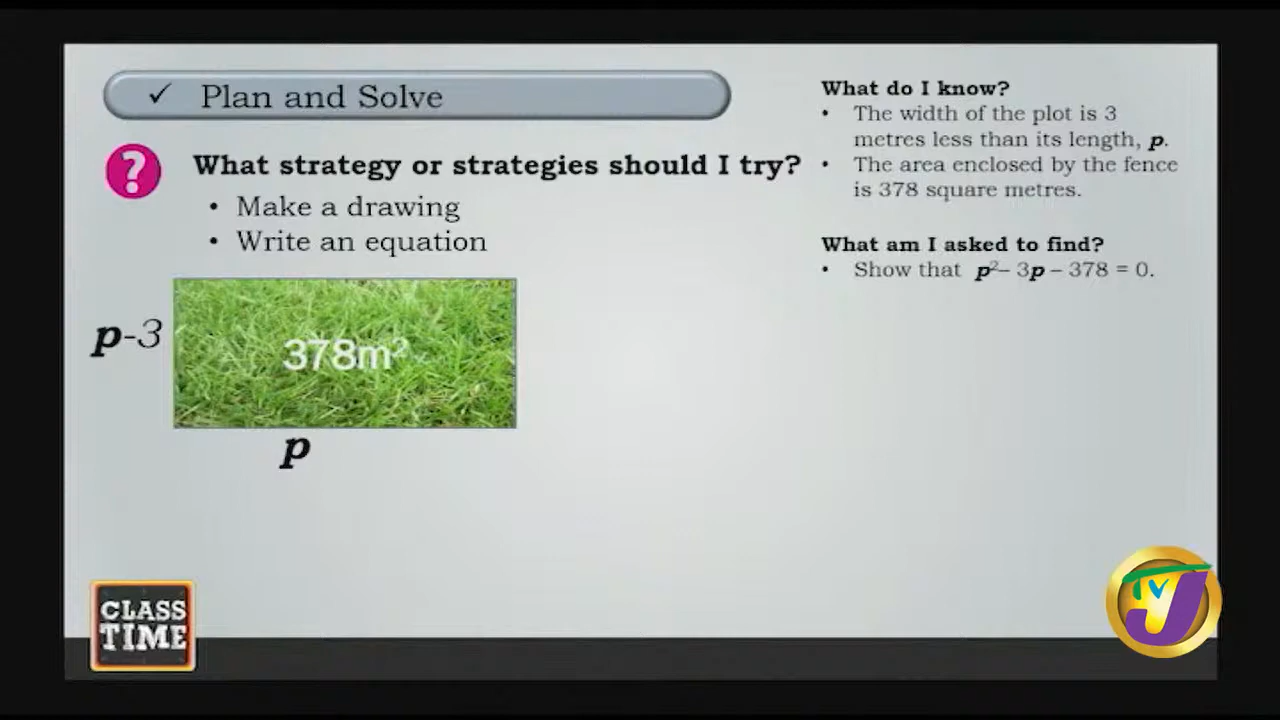 ✓ Plan and Solve
What strategy or strategies should I try?
• Make a drawing
• Write an equation
p-3
378m²
p
What do I know?
• The width of the plot is 3
metres less than its length, p.
• The area enclosed by the fence
is 378 square metres.
What am I asked to find?
• Show that p²– 3p – 378 = 0.
CLASS
TIME
TVJ